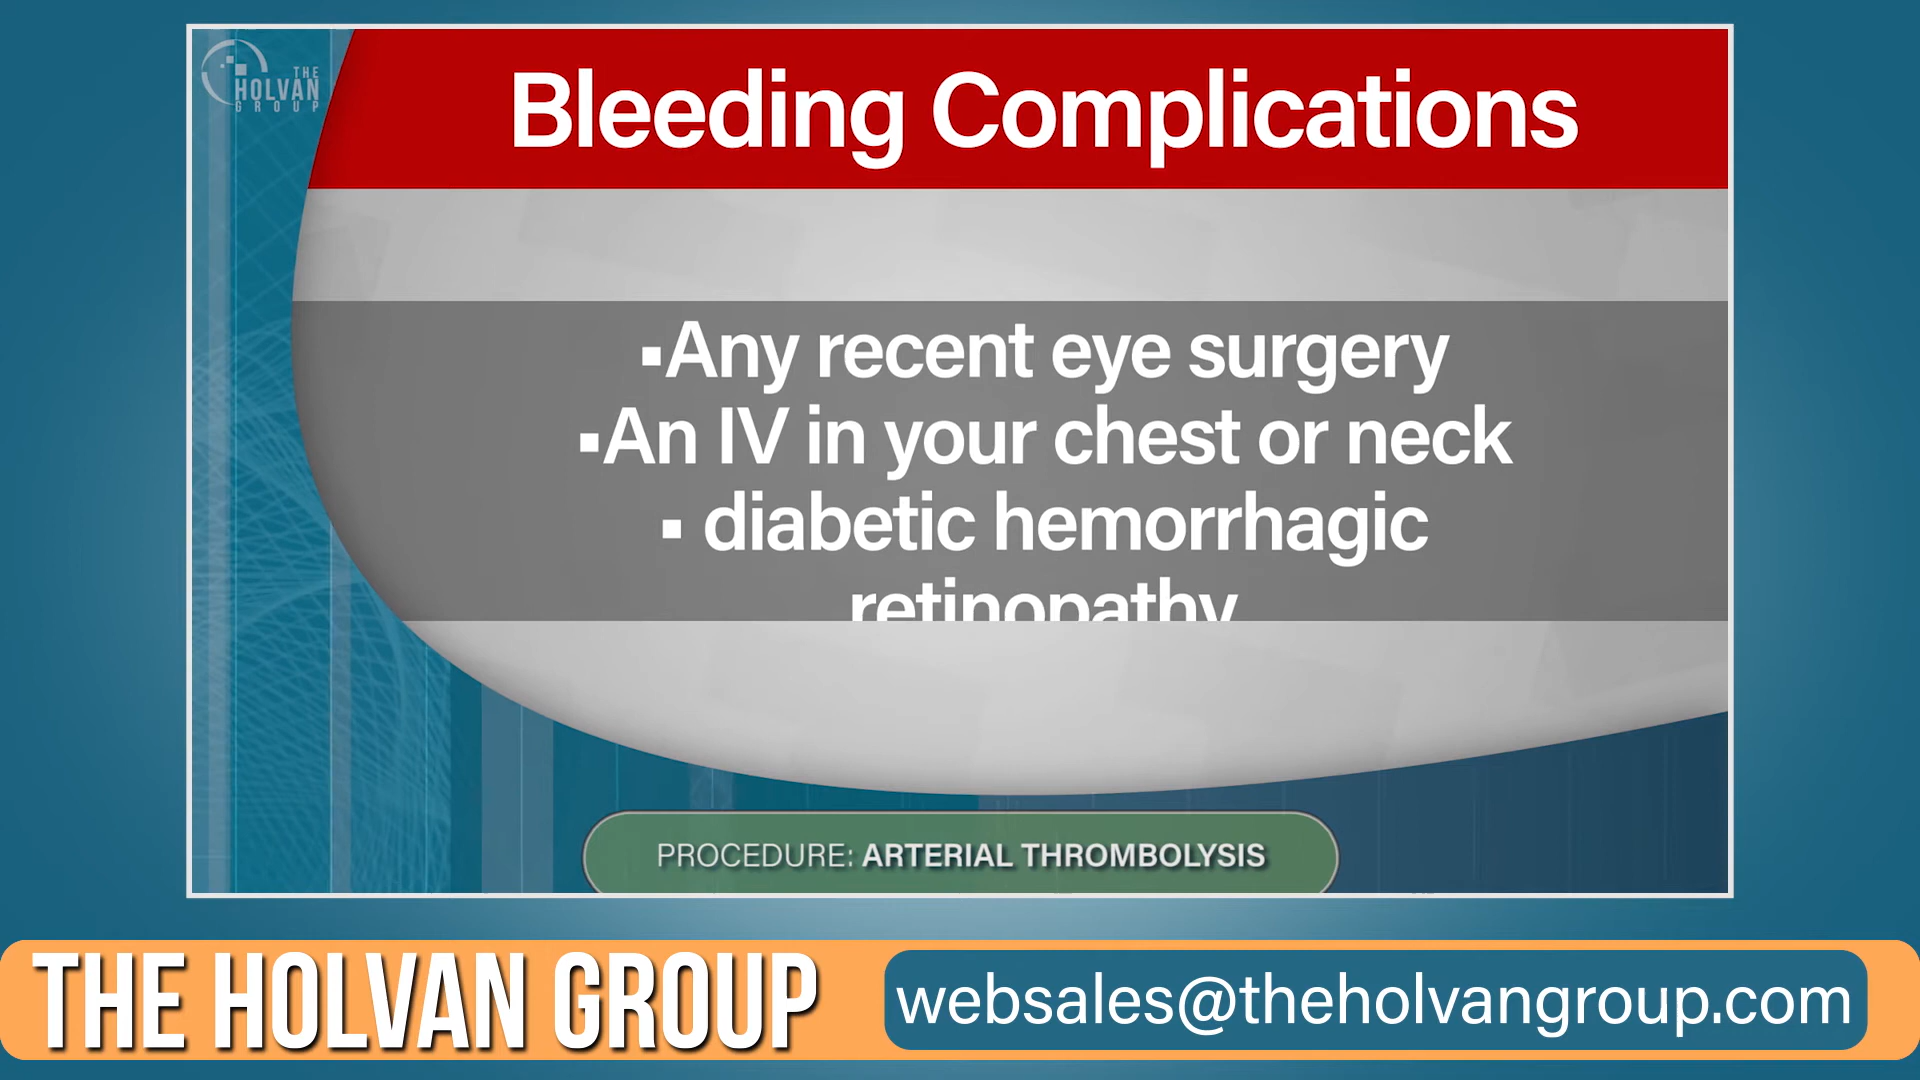 THE
HOLVAN
GROUP
Bleeding Complications
▪Any recent eye surgery
▪An IV in your chest or neck
▪ diabetic hemorrhagic
retinopathy
PROCEDURE: ARTERIAL THROMBOLYSIS
THE HOLVAN GROUP
websales@theholvangroup.com